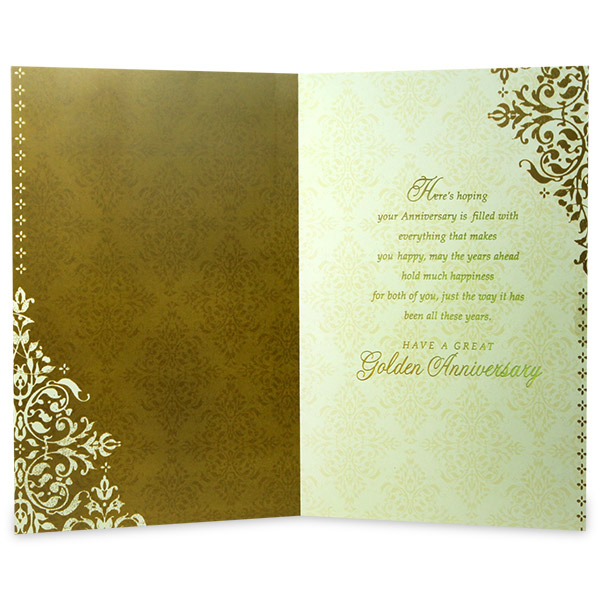 Here's hoping
your Anniversary is filled with
everything that makes
you happy, may the years ahead
hold much happiness
for both of you, just the way it has
been all these years.
HAVE A GREAT
Golden Anniversary